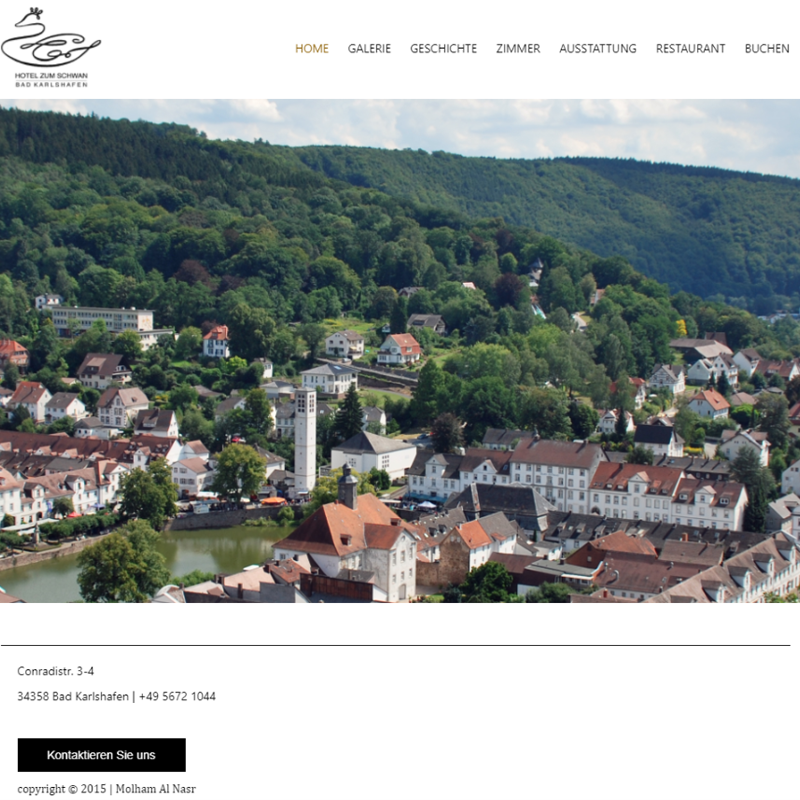 HOTEL ZUM SCHWAN
BAD KARLSHAFEN
HOME GALERIE GESCHICHTE ZIMMER AUSSTATTUNG RESTAURANT BUCHEN
Conradistr. 3-4
34358 Bad Karlshafen | +49 5672 1044
Kontaktieren Sie uns
copyright © 2015 | Molham Al Nasr